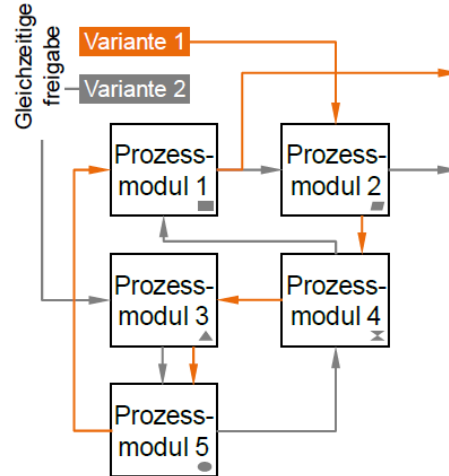 Gleichzeitige
freigabe
Variante 1
Variante 2
Prozess-
modul 1
Prozess-
modul 2
Prozess-
modul 3
Prozess-
modul 4
Prozess-
modul 5